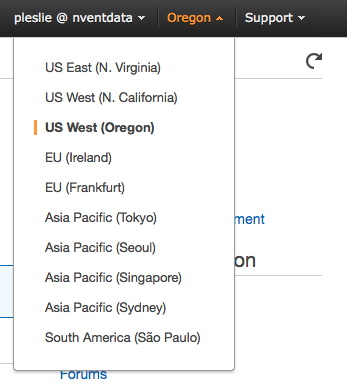 pleslie @ nventdata Oregon Support
US East (N. Virginia)
US West (N. California)
US West (Oregon)
EU (Ireland)
EU (Frankfurt)
Asia Pacific (Tokyo)
Asia Pacific (Seoul)
Asia Pacific (Singapore)
Asia Pacific (Sydney)
South America (São Paulo)
ment
on
Forums